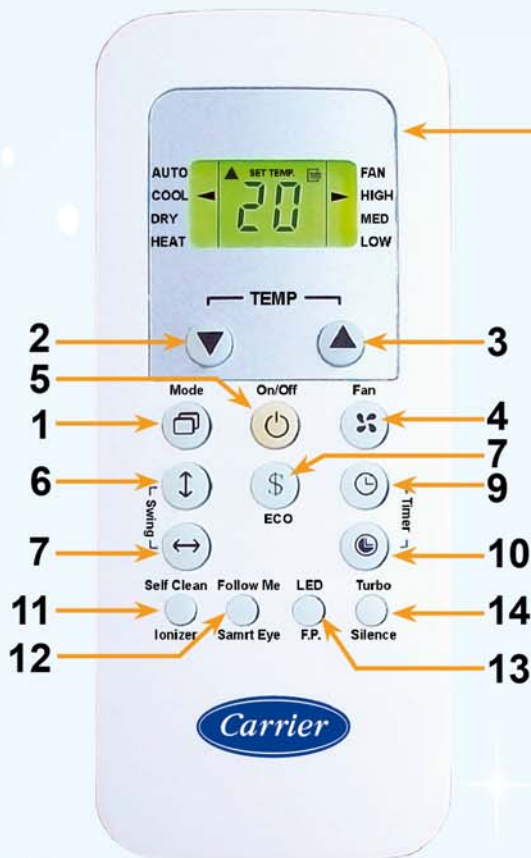 AUTO
COOL
DRY
HEAT
SET TEMP.
20
FAN
HIGH
MED
LOW
TEMP
2
3
5
Mode
On/Off
Fan
1
4
7
6
$
9
ECO
Swing
Timer
7
10
Self Clean
Follow Me
LED
Turbo
11
14
Ionizer
Samrt Eye
F.P.
Silence
12
13
Carrier